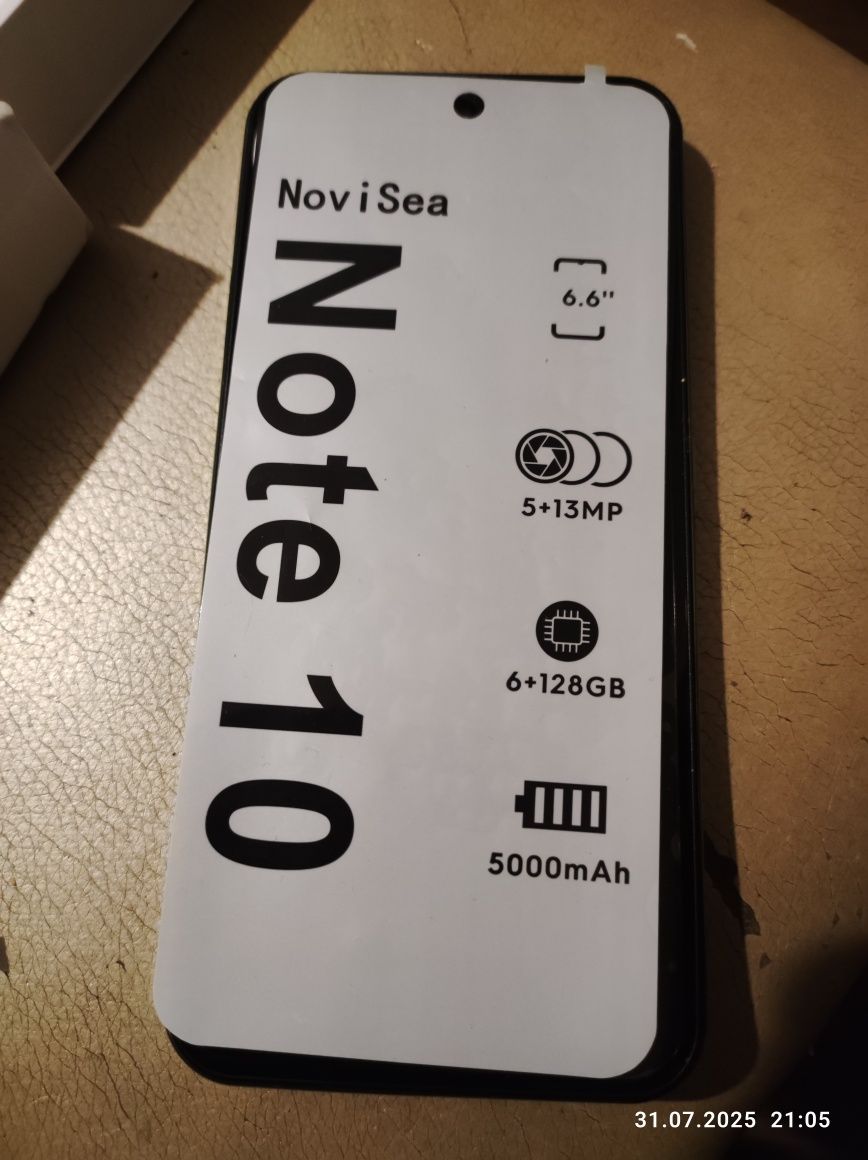 NoviSea
Note 10
6.6"
5+13MP
6+128GB
5000mAh
31.07.2025 21:05